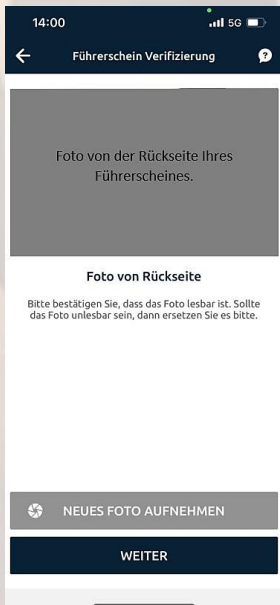 14:00
5G
Führerschein Verifizierung
?
Foto von der Rückseite Ihres
Führerscheines.
Foto von Rückseite
Bitte bestätigen Sie, dass das Foto lesbar ist. Sollte
das Foto unlesbar sein, dann ersetzen Sie es bitte.
NEUES FOTO AUFNEHMEN
WEITER